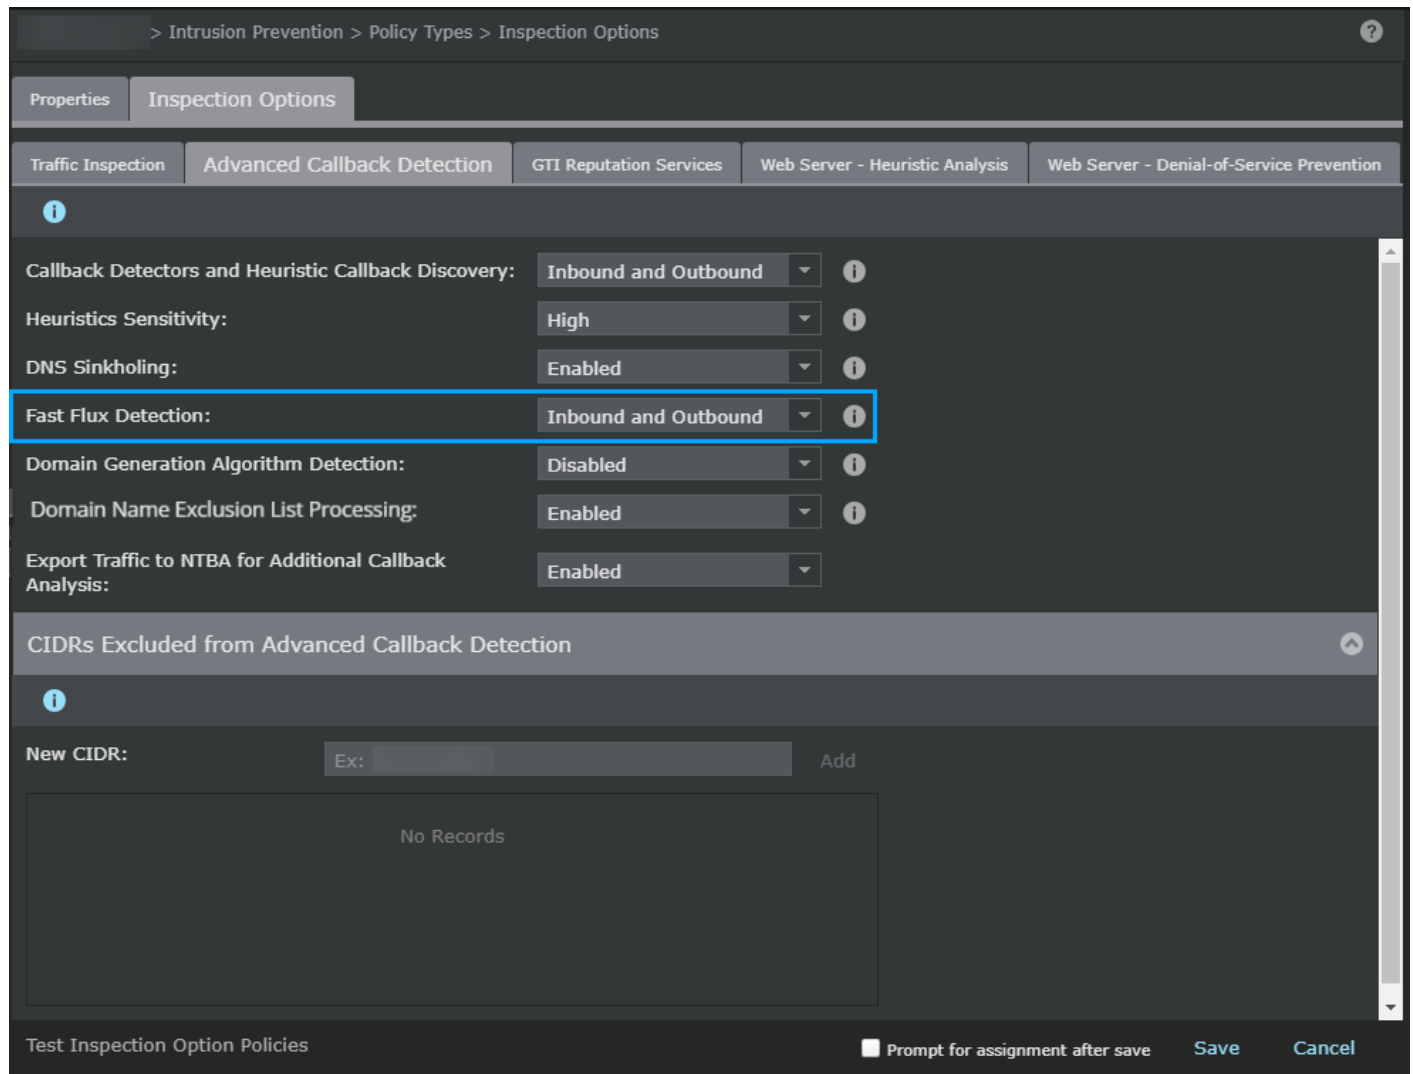 > Intrusion Prevention > Policy Types > Inspection Options
Properties
Inspection Options
Traffic Inspection
Advanced Callback Detection
GTI Reputation Services
Web Server - Heuristic Analysis
Web Server - Denial-of-Service Prevention
Callback Detectors and Heuristic Callback Discovery:
Inbound and Outbound
Heuristics Sensitivity:
High
DNS Sinkholing:
Enabled
Fast Flux Detection:
Inbound and Outbound
Domain Generation Algorithm Detection:
Disabled
Domain Name Exclusion List Processing:
Enabled
Export Traffic to NTBA for Additional Callback
Analysis:
Enabled
CIDRs Excluded from Advanced Callback Detection
New CIDR:
Ex:
Add
No Records
Test Inspection Option Policies
Prompt for assignment after save
Save
Cancel